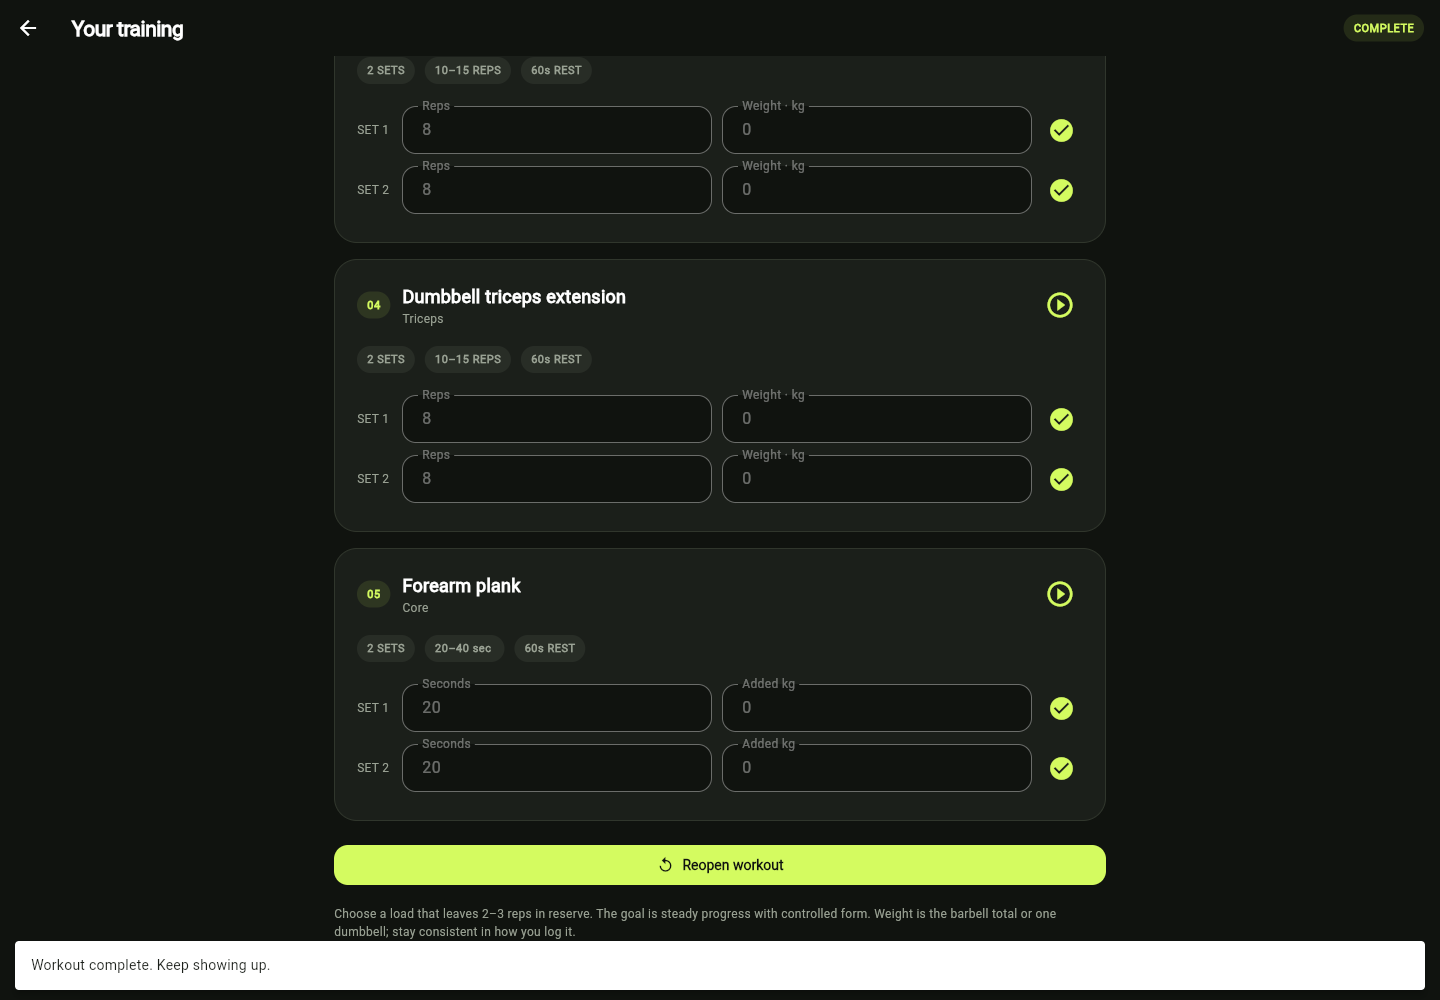 Your training
COMPLETE
2 SETS 10–15 REPS 60s REST
Reps Weight · kg
SET 1 8 0
Reps Weight · kg
SET 2 8 0
04 Dumbbell triceps extension
Triceps
2 SETS 10–15 REPS 60s REST
Reps Weight · kg
SET 1 8 0
Reps Weight · kg
SET 2 8 0
05 Forearm plank
Core
2 SETS 20–40 sec 60s REST
Seconds Added kg
SET 1 20 0
Seconds Added kg
SET 2 20 0
Reopen workout
Choose a load that leaves 2–3 reps in reserve. The goal is steady progress with controlled form. Weight is the barbell total or one
dumbbell; stay consistent in how you log it.
Workout complete. Keep showing up.